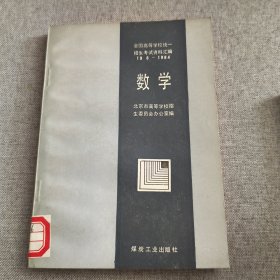 全国高等学校统一
招生考试资料汇编
数学
北京市高等学校招
生委员会办公室编
煤炭工业出版社